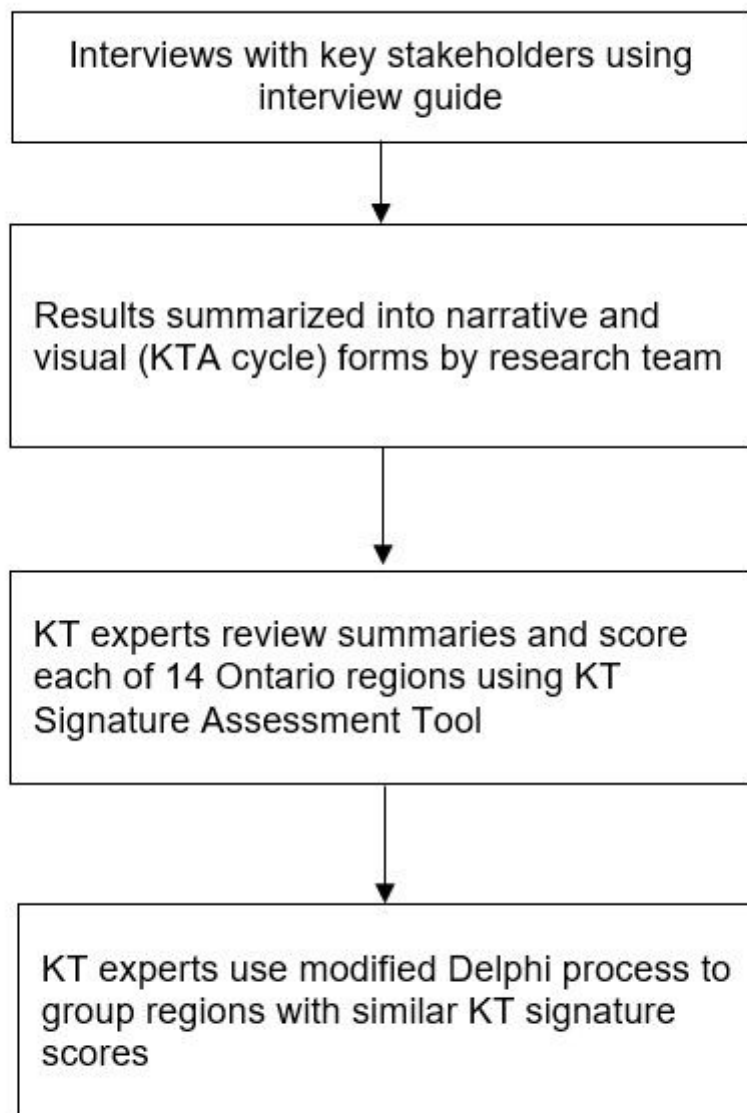 Interviews with key stakeholders using
interview guide
Results summarized into narrative and
visual (KTA cycle) forms by research team
KT experts review summaries and score
each of 14 Ontario regions using KT
Signature Assessment Tool
KT experts use modified Delphi process to
group regions with similar KT signature
scores